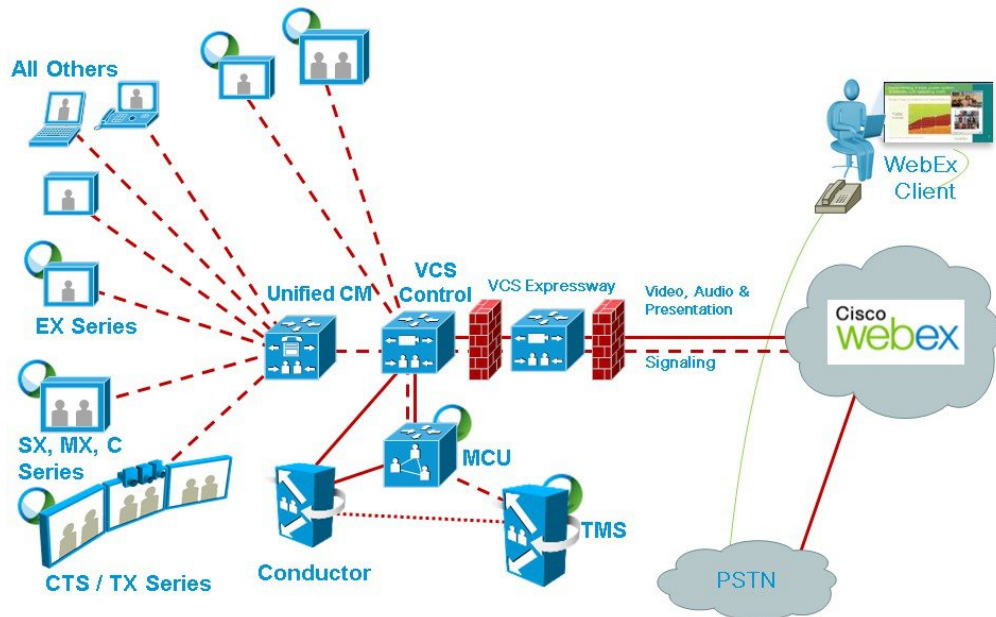 All Others
WebEx
Client
VCS
Control
Unified CM
VCS Expressway
Video, Audio &
Presentation
EX Series
Cisco
webex
Signaling
SX, MX, C
Series
MCU
TMS
CTS / TX Series
Conductor
PSTN